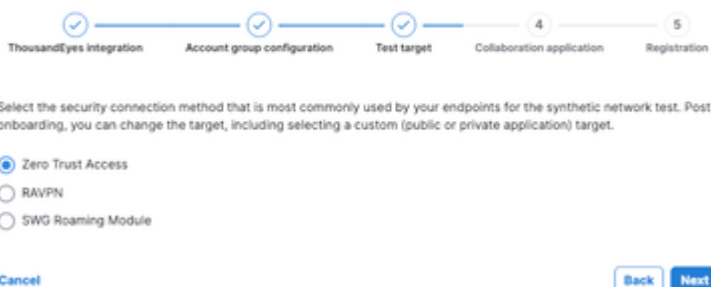 4
5
ThousandEyes integration
Account group configuration
Test target
Collaboration application
Registration
Select the security connection method that is most commonly used by your endpoints for the synthetic network test. Post
onboarding, you can change the target, including selecting a custom (public or private application) target.
Zero Trust Access
RAVPN
SWG Roaming Module
Cancel
Back
Next